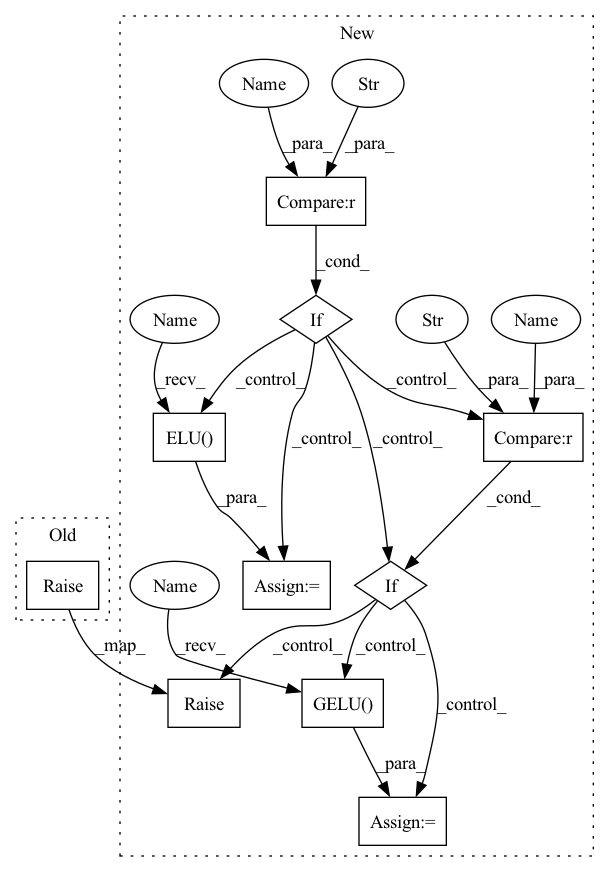 New
Name
Str
_para_
_para_
Compare:r
_cond_
Name
If
Str
Name
_recv_
_control_
_control_
_para_
_para_
ELU()
_control_
_control_
Compare:r
_para_
_cond_
Old
Raise
Assign:=
If
Name
_map_
_recv_
_control_
_control_
_control_
Raise
GELU()
_para_
Assign:=